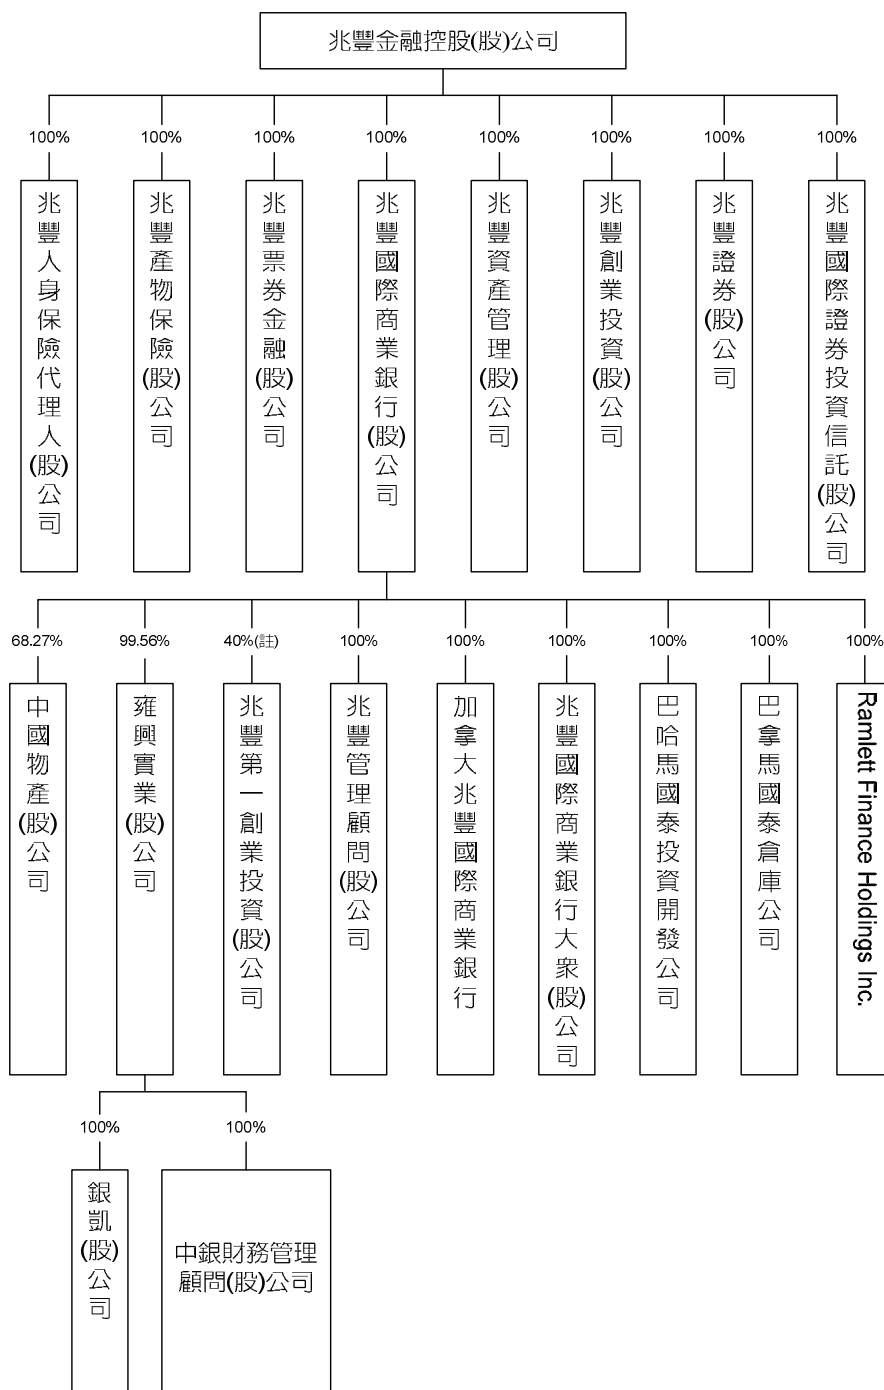 兆豐金融控股(股)公司
100%
100%
100%
100%
100%
100%
100%
100%
兆豐人身保險代理人(股)公司
兆豐產物保險(股)公司
兆豐票券金融(股)公司
兆豐國際商業銀行(股)公司
兆豐資產管理(股)公司
兆豐創業投資(股)公司
兆豐證券(股)公司
兆豐國際證券投資信託(股)公司
68.27%
99.56%
40%(註)
100%
100%
100%
100%
100%
100%
中國物產(股)公司
雍興實業(股)公司
兆豐第一創業投資(股)公司
兆豐管理顧問(股)公司
加拿大兆豐國際商業銀行
兆豐國際商業銀行大衆(股)公司
巴哈馬國泰投資開發公司
巴拿馬國泰倉庫公司
Ramlett Finance Holdings Inc.
100%
100%
銀凱(股)公司
中銀財務管理
顧問(股)公司